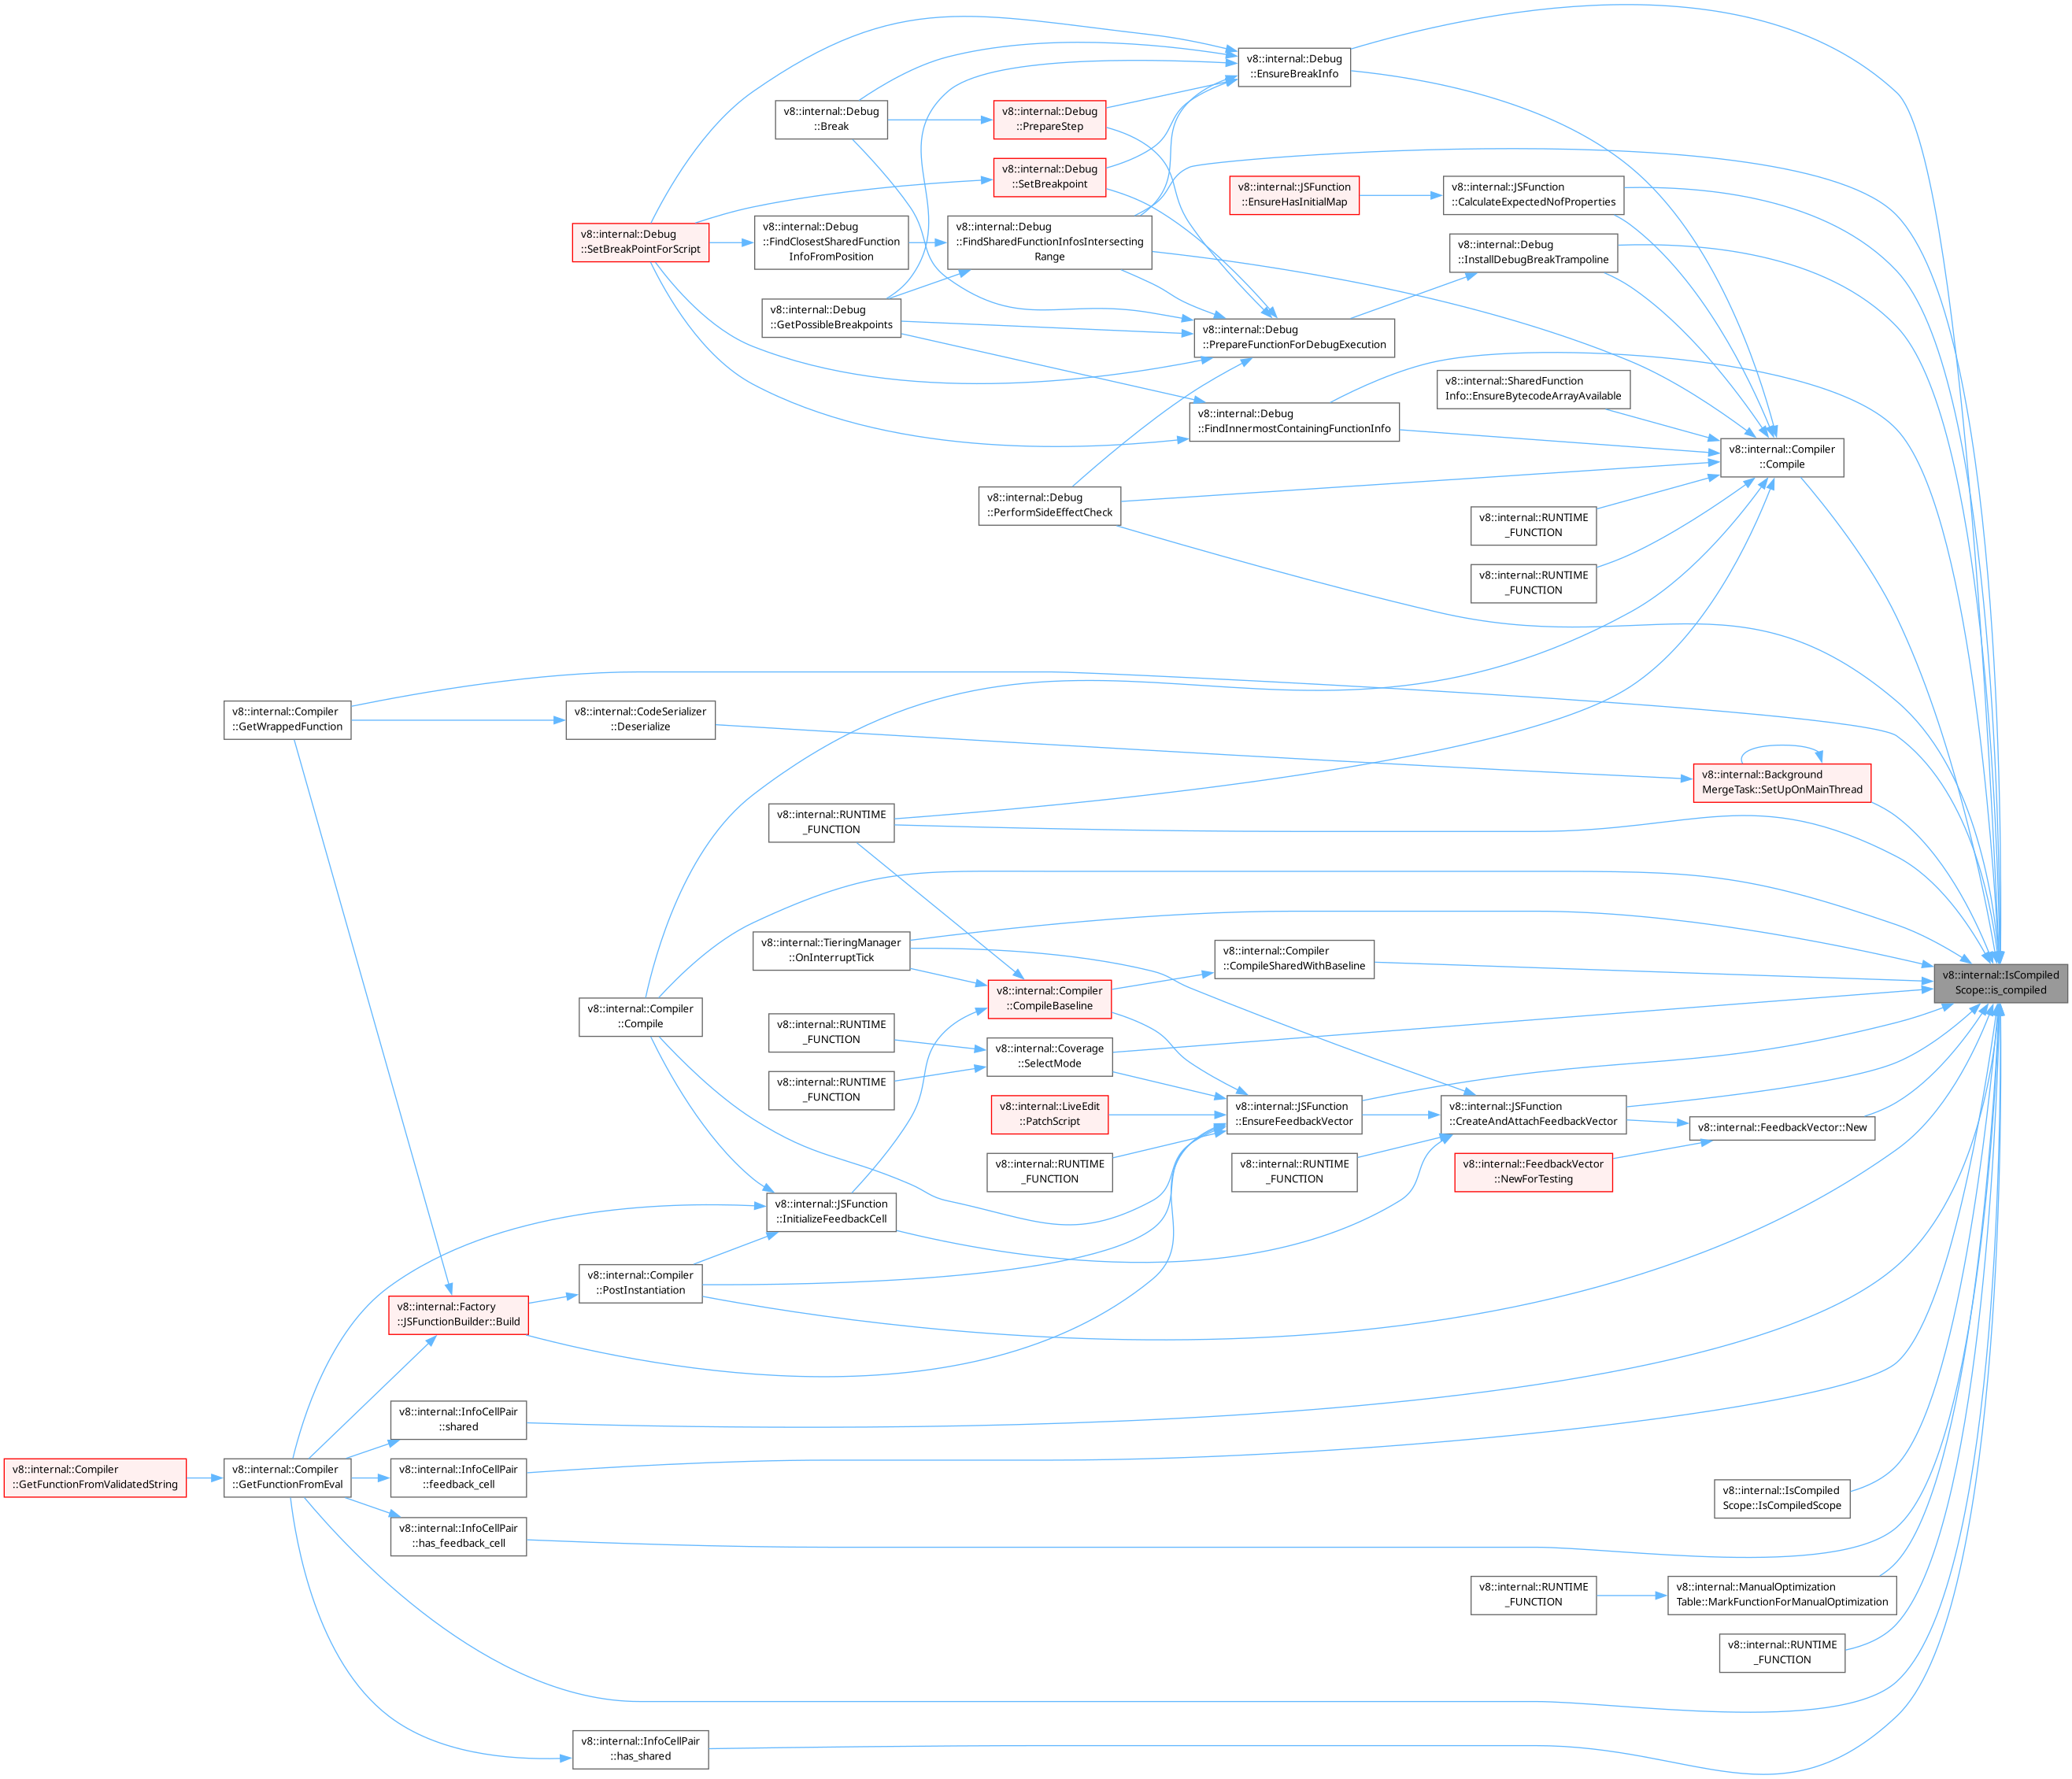 v8::internal::Debug
::EnsureBreakInfo
v8::internal::Debug
::Break
v8::internal::Debug
::PrepareStep
v8::internal::Debug
::SetBreakpoint
v8::internal::JSFunction
::EnsureHasInitialMap
v8::internal::JSFunction
::CalculateExpectedNofProperties
v8::internal::Debug
::SetBreakPointForScript
v8::internal::Debug
::FindClosestSharedFunction
InfoFromPosition
v8::internal::Debug
::FindSharedFunctionInfosIntersecting
Range
v8::internal::Debug
::InstallDebugBreakTrampoline
v8::internal::Debug
::GetPossibleBreakpoints
v8::internal::Debug
::PrepareFunctionForDebugExecution
v8::internal::SharedFunction
Info::EnsureBytecodeArrayAvailable
v8::internal::Debug
::FindInnermostContainingFunctionInfo
v8::internal::Compiler
::Compile
v8::internal::Debug
::PerformSideEffectCheck
v8::internal::RUNTIME
_FUNCTION
v8::internal::RUNTIME
_FUNCTION
v8::internal::Compiler
::GetWrappedFunction
v8::internal::CodeSerializer
::Deserialize
v8::internal::Background
MergeTask::SetUpOnMainThread
v8::internal::RUNTIME
_FUNCTION
v8::internal::TieringManager
::OnInterruptTick
v8::internal::Compiler
::CompileSharedWithBaseline
v8::internal::IsCompiled
Scope::is_compiled
v8::internal::Compiler
::CompileBaseline
v8::internal::Compiler
::Compile
v8::internal::RUNTIME
_FUNCTION
v8::internal::Coverage
::SelectMode
v8::internal::RUNTIME
_FUNCTION
v8::internal::LiveEdit
::PatchScript
v8::internal::JSFunction
::EnsureFeedbackVector
v8::internal::JSFunction
::CreateAndAttachFeedbackVector
v8::internal::FeedbackVector::New
v8::internal::RUNTIME
_FUNCTION
v8::internal::RUNTIME
_FUNCTION
v8::internal::FeedbackVector
::NewForTesting
v8::internal::JSFunction
::InitializeFeedbackCell
v8::internal::Compiler
::PostInstantiation
v8::internal::Factory
::JSFunctionBuilder::Build
v8::internal::InfoCellPair
::shared
v8::internal::Compiler
::GetFunctionFromValidatedString
v8::internal::Compiler
::GetFunctionFromEval
v8::internal::InfoCellPair
::feedback_cell
v8::internal::IsCompiled
Scope::IsCompiledScope
v8::internal::InfoCellPair
::has_feedback_cell
v8::internal::RUNTIME
_FUNCTION
v8::internal::ManualOptimization
Table::MarkFunctionForManualOptimization
v8::internal::RUNTIME
_FUNCTION
v8::internal::InfoCellPair
::has_shared